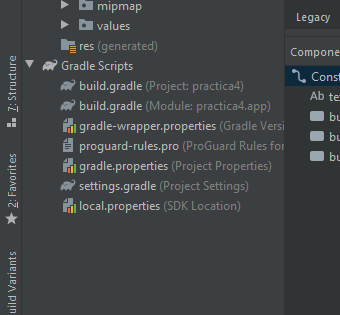 mipmap
values
res (generated)
Gradle Scripts
build.gradle (Project: practica4)
build.gradle (Module: practica4.app)
gradle-wrapper.properties (Gradle Versi
proguard-rules.pro (ProGuard Rules for
gradle.properties (Project Properties)
settings.gradle (Project Settings)
local.properties (SDK Location)
7: Structure
2: Favorites
uild Variants
Legacy
Compone
Const
Ab te
bu
bu
bu